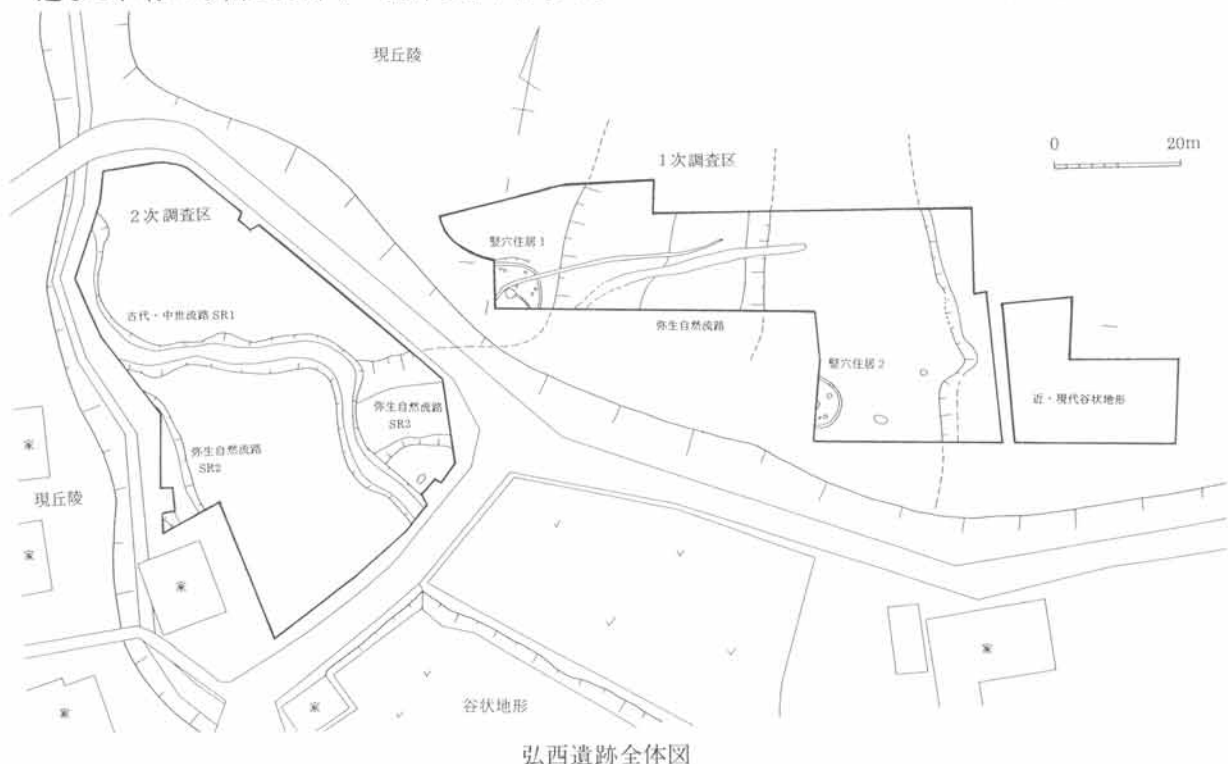 現丘陵
0 20m
1次調査区
2次調査区
竪穴住居1
古代・中世流路SR1
弥生自然流路
竪穴住居2
弥生自然流路
SR2
近・現代谷状地形
家
弥生自然流路
SR2
現丘陵
家
家
家
谷状地形
家
家
弘西遺跡全体図